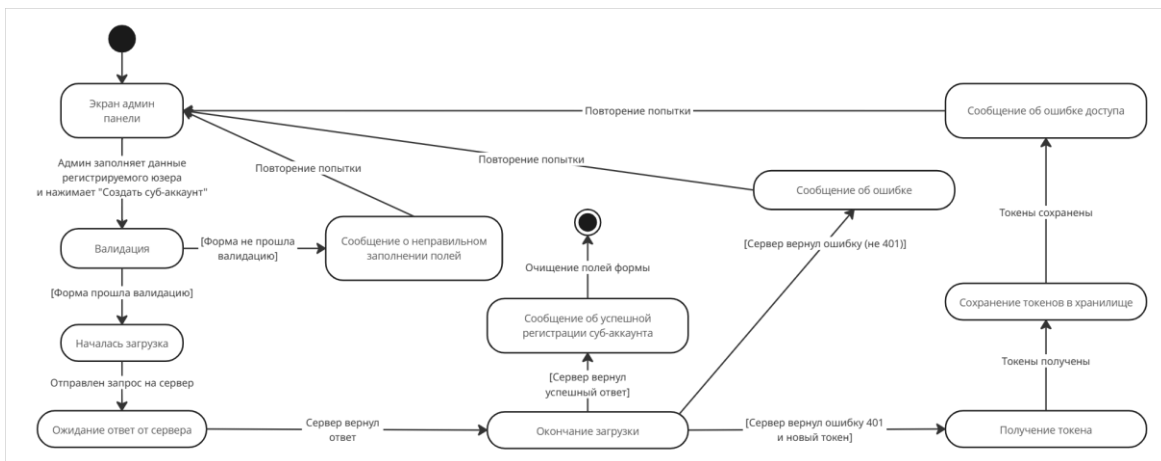 Экран админ
панели
Сообщение об ошибке доступа
Повторение попытки
Админ заполняет данные
регистрируемого юзера
и нажимает "Создать суб-аккаунт"
Повторение попытки
Повторение попытки
Сообщение об ошибке
Токены сохранены
Валидация
[Форма не прошла
валидацию]
Сообщение о неправильном
заполнении полей
[Сервер вернул ошибку (не 401)]
Очищение полей формы
[Форма прошла валидацию]
Сохранение токенов в хранилище
Сообщение об успешной
регистрации суб-аккаунта
Началась загрузка
Токены получены
Отправлен запрос на сервер
[Сервер вернул
успешный ответ]
Ожидание ответ от сервера
Сервер вернул
ответ
Окончание загрузки
[Сервер вернул ошибку 401
и новый токен]
Получение токена